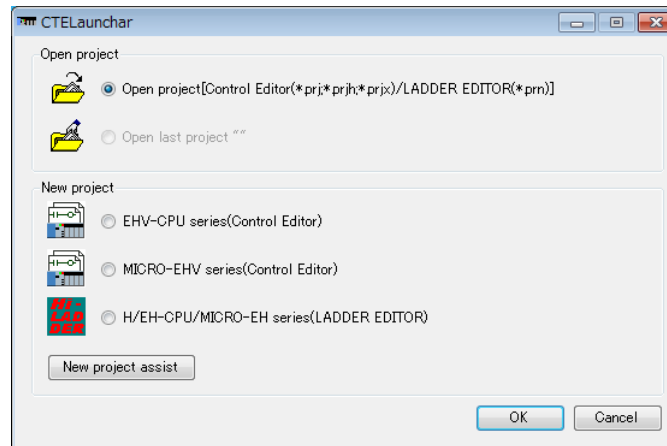 CTELaunchar
Open project
Open project[Control Editor(*prj;*prjh;*prjx)/LADDER EDITOR(*prn)]
Open last project ""
New project
EHV-CPU series(Control Editor)
MICRO-EHV series(Control Editor)
Hi-
LAD
DER
H/EH-CPU/MICRO-EH series(LADDER EDITOR)
New project assist
OK
Cancel